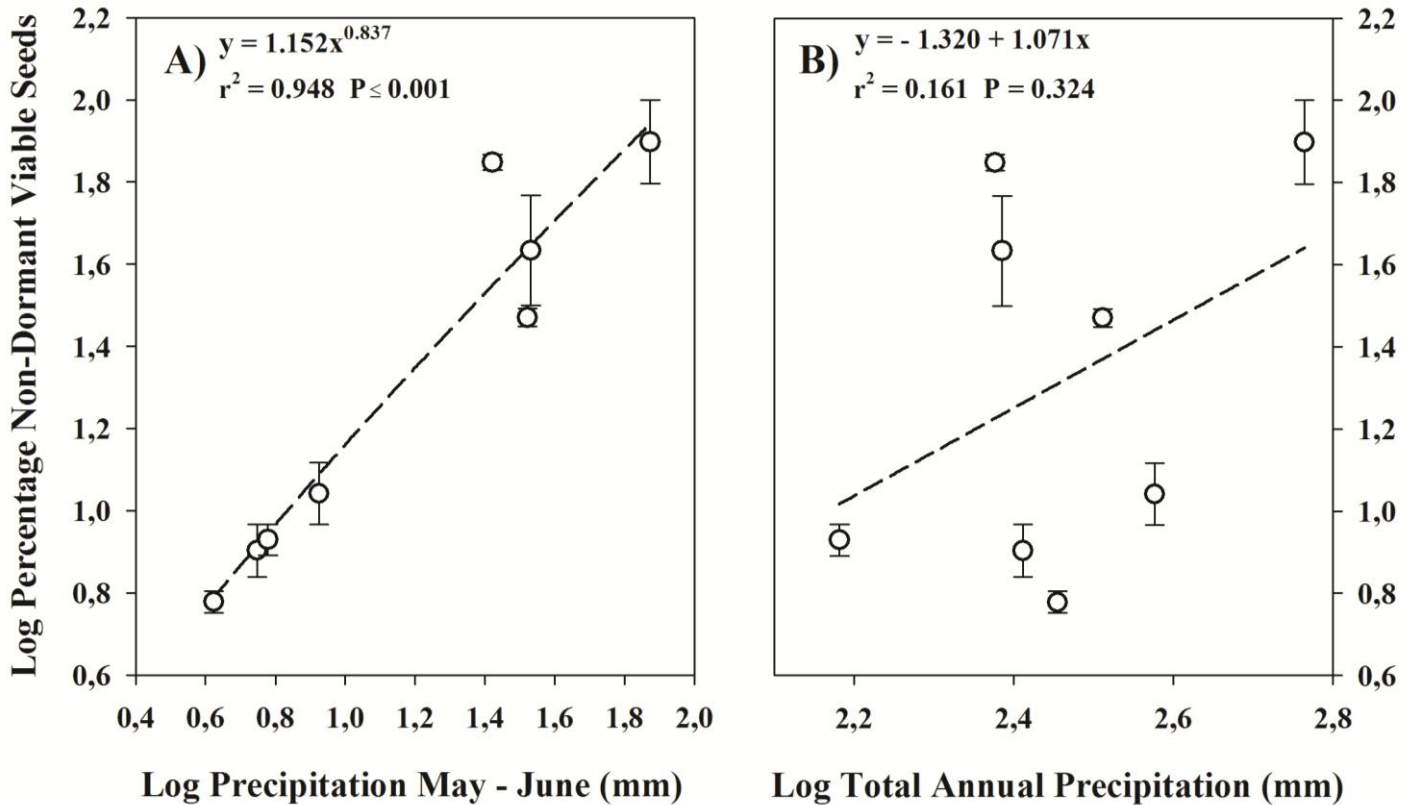 A)
y = 1.152x^0.837
r² = 0.948 P ≤ 0.001
B)
y = - 1.320 + 1.071x
r² = 0.161 P = 0.324
Log Percentage Non-Dormant Viable Seeds
2,2
2,0
1,8
1,6
1,4
1,2
1,0
0,8
0,6
0,4 0,6 0,8 1,0 1,2 1,4 1,6 1,8 2,0
Log Precipitation May - June (mm)
2,2
2,0
1,8
1,6
1,4
1,2
1,0
0,8
0,6
2,2 2,4 2,6 2,8
Log Total Annual Precipitation (mm)